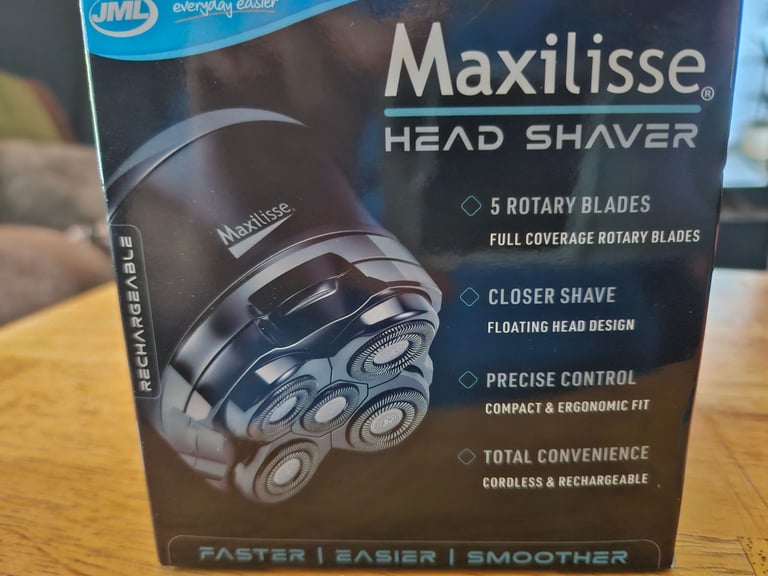 JML
everyday easier
Maxilisse®
HEAD SHAVER
Maxilisse
RECHARGEABLE
5 ROTARY BLADES
FULL COVERAGE ROTARY BLADES
CLOSER SHAVE
FLOATING HEAD DESIGN
PRECISE CONTROL
COMPACT & ERGONOMIC FIT
TOTAL CONVENIENCE
CORDLESS & RECHARGEABLE
FASTER | EASIER | SMOOTHER